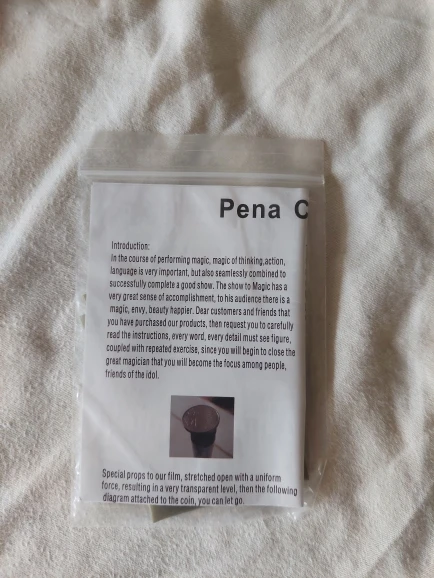 Pena C
Introduction:
In the course of performing magic, magic of thinking,action,
language is very important, but also seamlessly combined to
successfully complete a good show. The show to Magic has a
very great sense of accomplishment, to his audience there is a
magic, envy, beauty happier. Dear customers and friends that
you have purchased our products, then request you to carefully
read the instructions, every word, every detail must see figure,
coupled with repeated exercise, since you will begin to close the
great magician that you will become the focus among people,
friends of the idol.
Special props to our film, stretched open with a uniform
force, resulting in a very transparent level, then the following
diagram attached to the coin, you can let go.